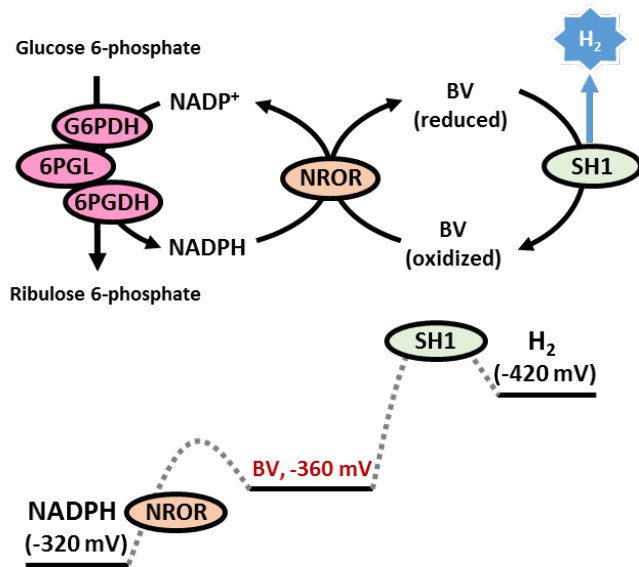 Glucose 6-phosphate
H2
NADP+
BV
(reduced)
G6PDH
6PGL
6PGDH
NROR
SH1
NADPH
BV
(oxidized)
Ribulose 6-phosphate
SH1
H2
(-420 mV)
BV, -360 mV
NADPH
(-320 mV)
NROR